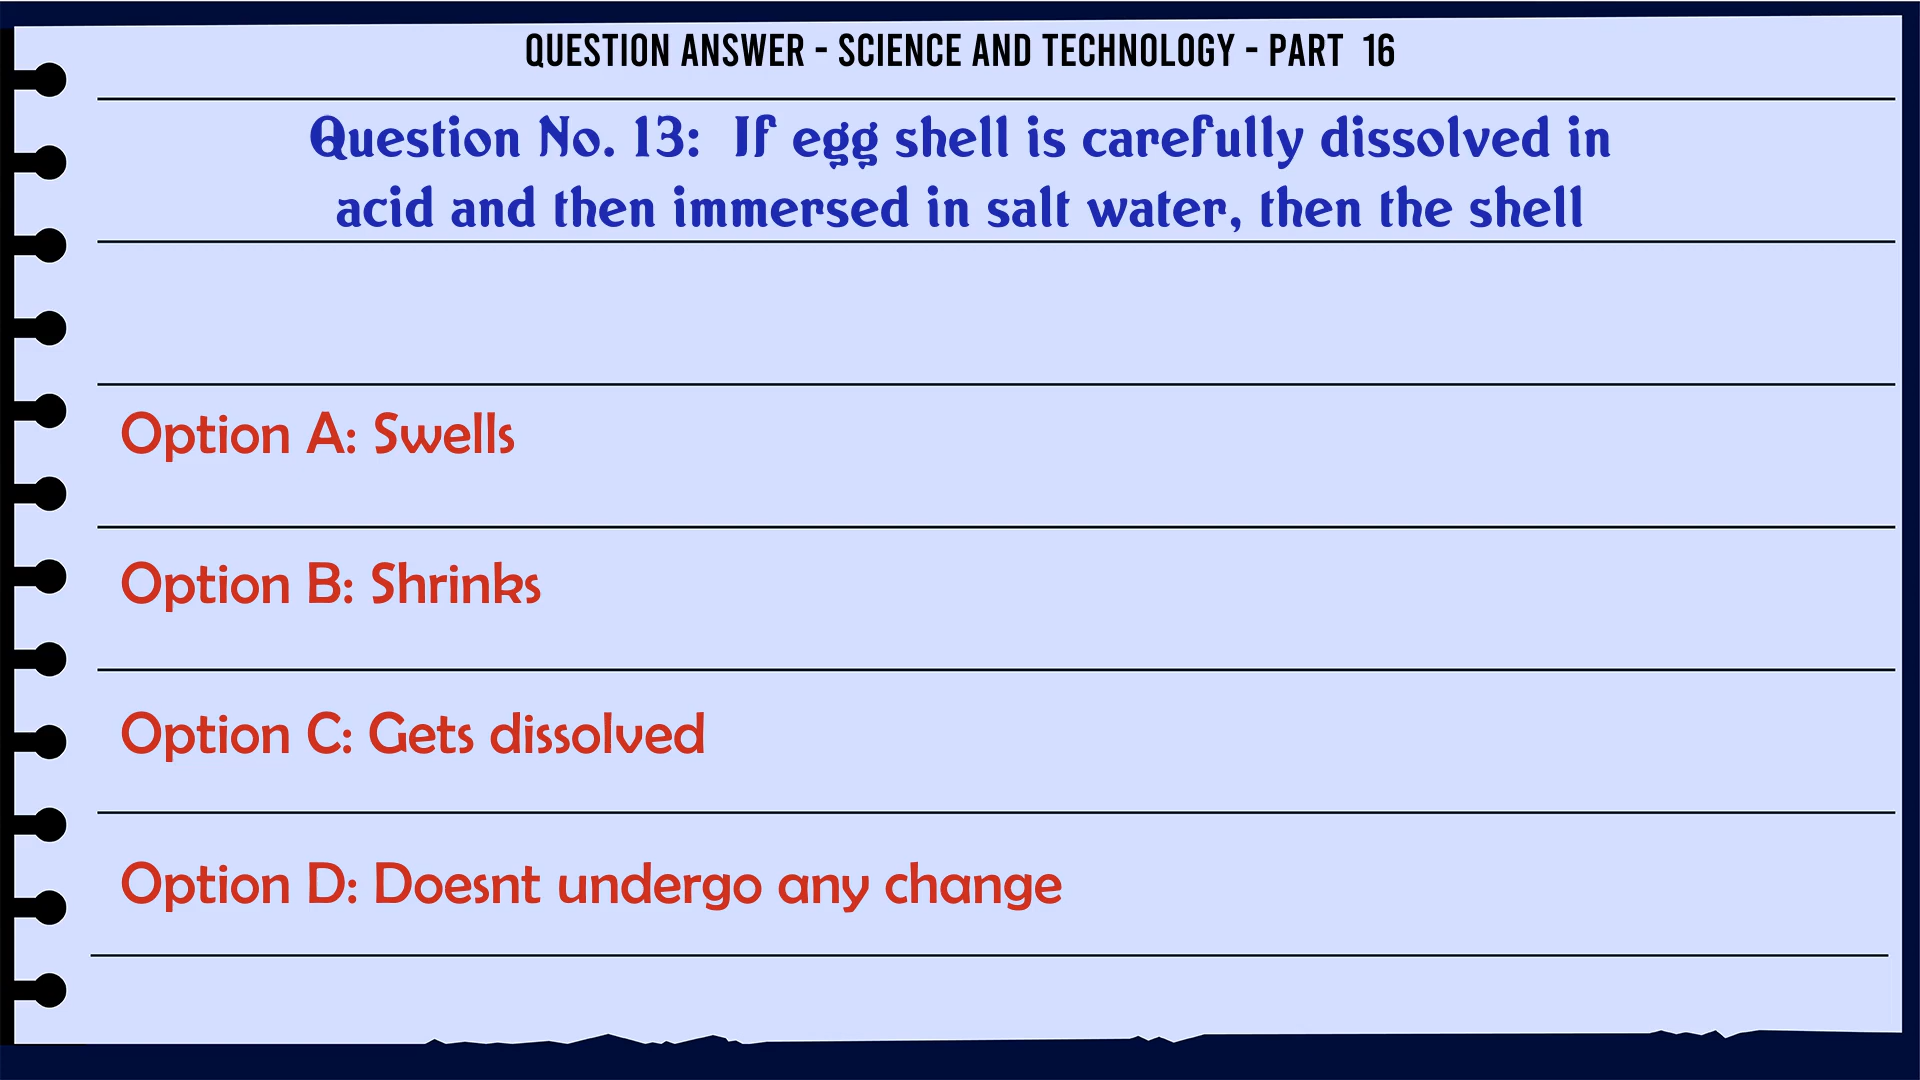 QUESTION ANSWER - SCIENCE AND TECHNOLOGY - PART 16
Question No. 13: If egg shell is carefully dissolved in
acid and then immersed in salt water, then the shell
Option A: Swells
Option B: Shrinks
Option C: Gets dissolved
Option D: Doesnt undergo any change